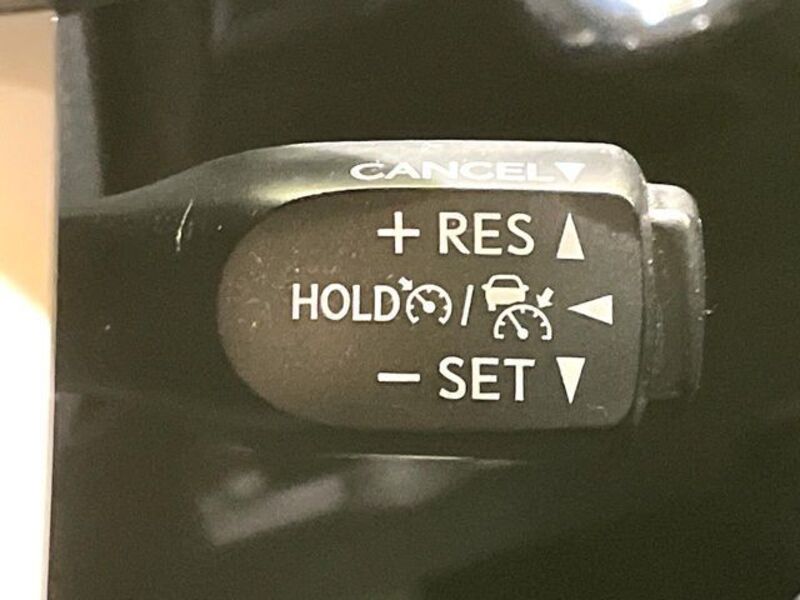 CANCEL▼
+ RES ▲
HOLD / ◀
− SET ▼